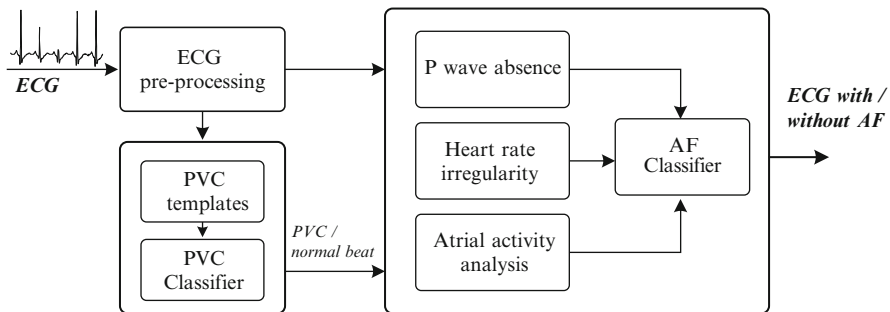 ECG
ECG
pre-processing
PVC
templates
PVC
Classifier
PVC /
normal beat
P wave absence
Heart rate
irregularity
Atrial activity
analysis
AF
Classifier
ECG with /
without AF